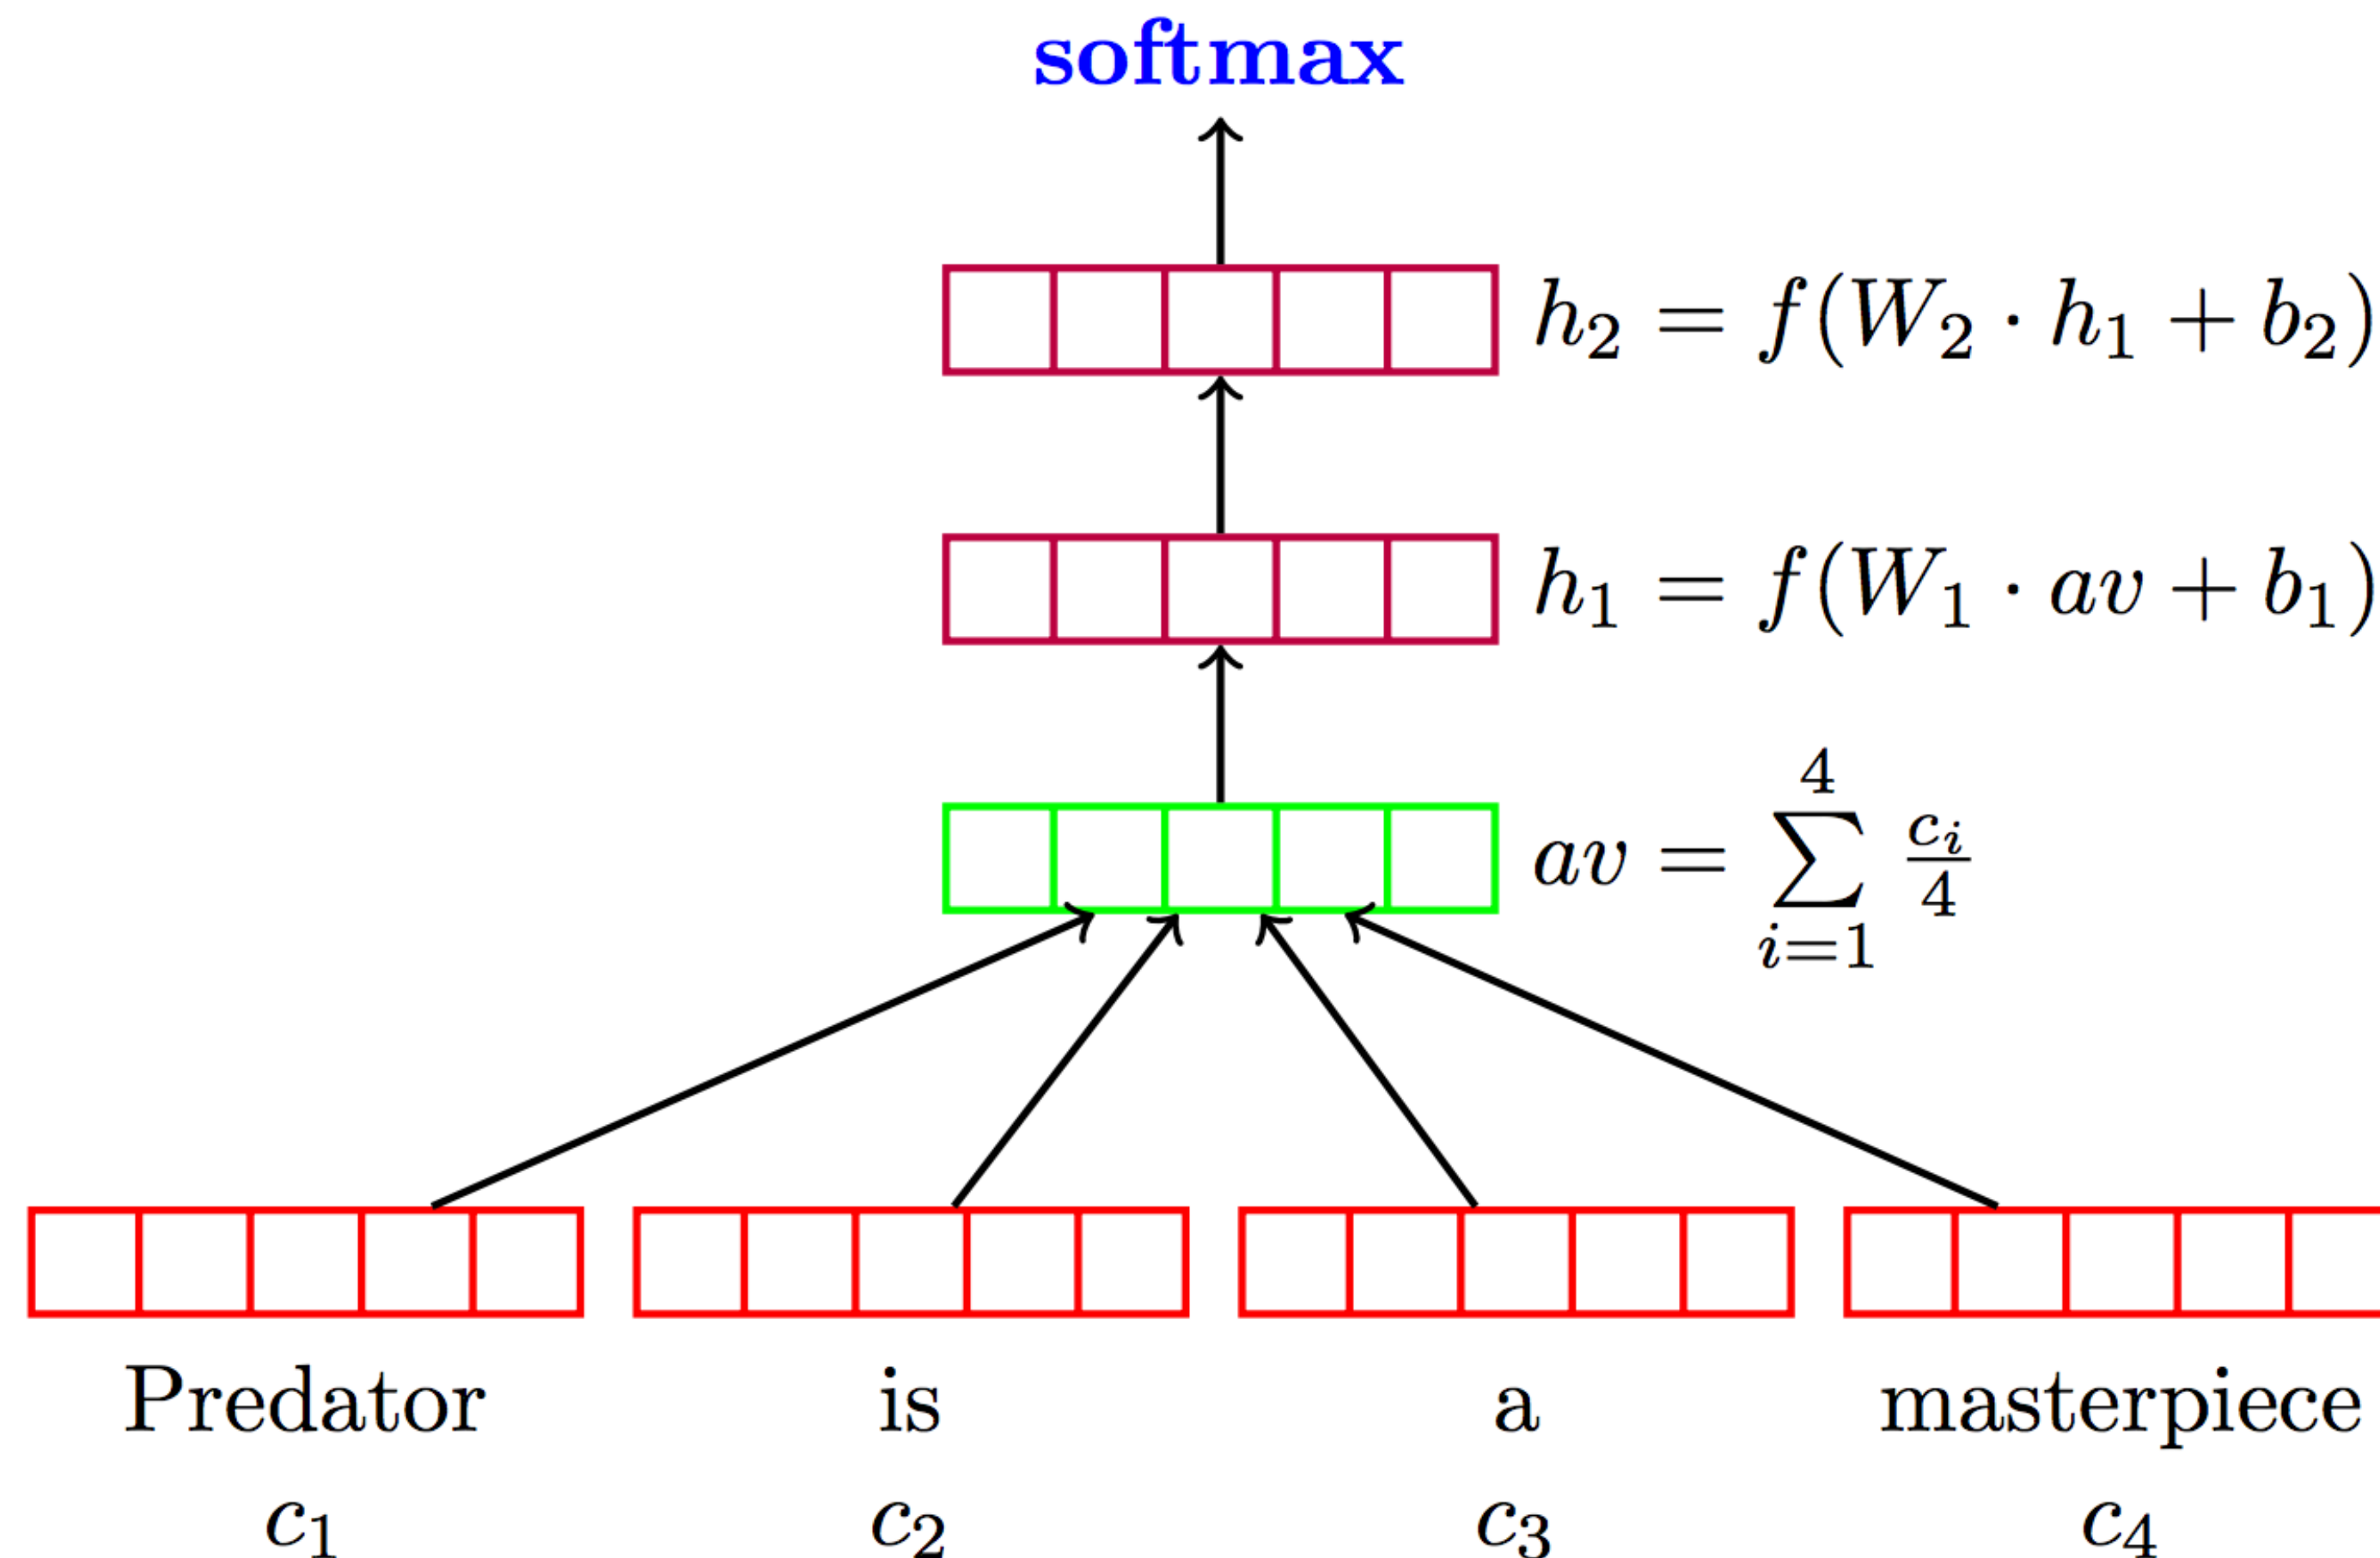 softmax
h₂ = f(W₂ · h₁ + b₂)
h₁ = f(W₁ · av + b₁)
av = ∑_{i=1}^{4} c_i/4
Predator is a masterpiece
c₁ c₂ c₃ c₄